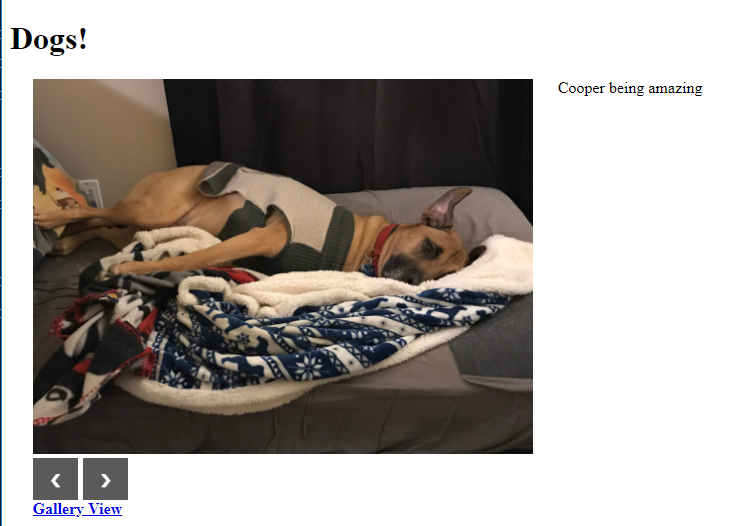 Dogs!
Cooper being amazing
‹ ›
Gallery View